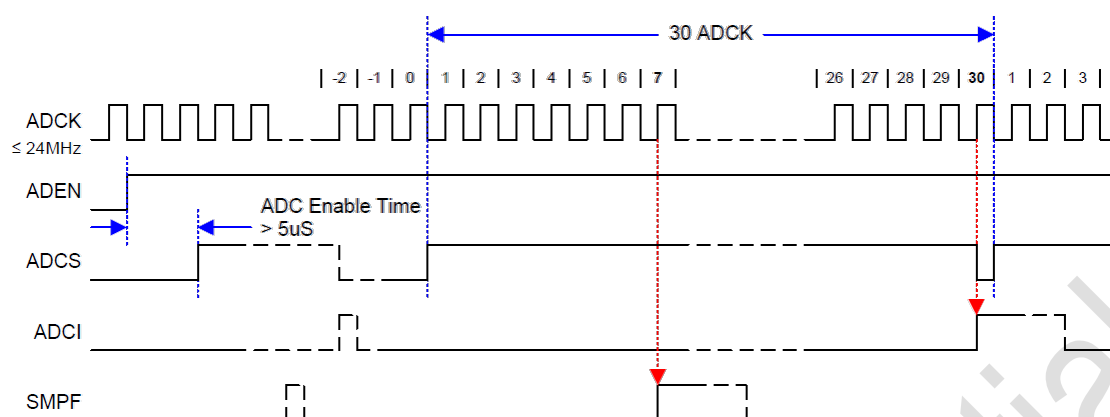 30 ADCK
-2 -1 0 1 2 3 4 5 6 7 26 27 28 29 30 1 2 3
ADCK
≤ 24MHz
ADEN
ADC Enable Time
> 5uS
ADCS
ADCI
SMPF